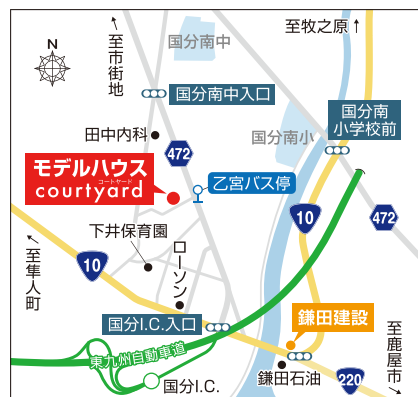 至牧之原↑
↑至市街地
国分南中
N
国分南中入口
国分南
小学校前
田中内科
国分南小
472
モデルハウス
コートヤード
courtyard
乙宮バス停
10
472
下井保育園
←至隼人町
10
ローソン
国分I.C.入口
鎌田建設
東九州自動車道
至鹿屋市→
国分I.C.
鎌田石油
220